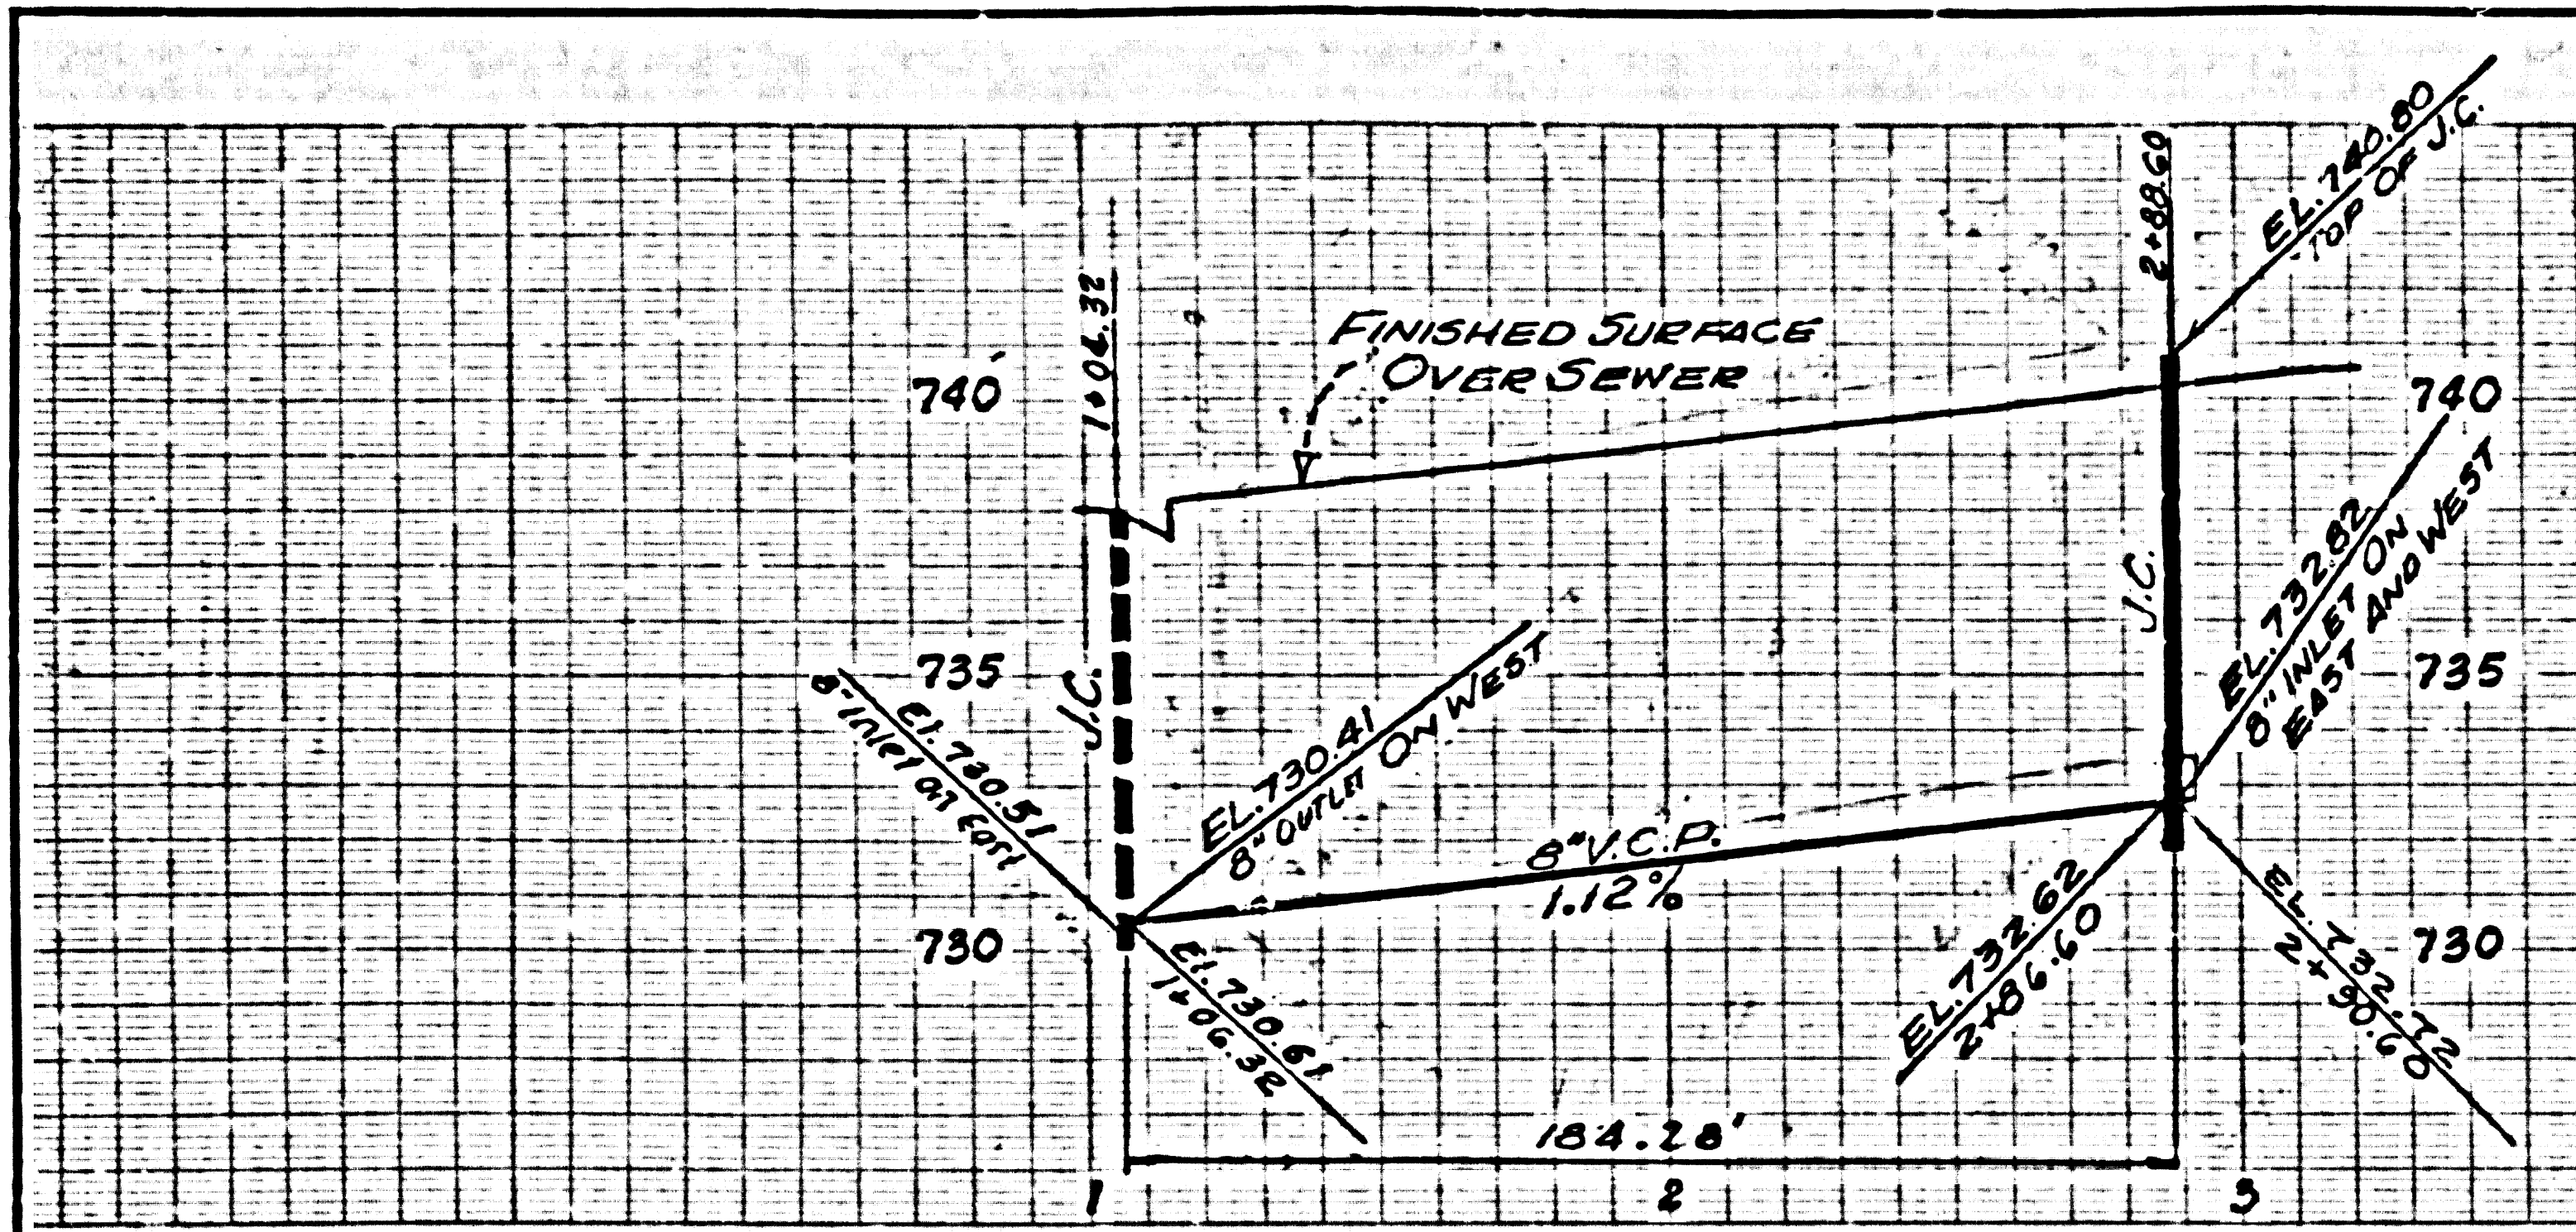 EL. 740.80
TOP OF J.C.
2+88.60
1+04.32
FINISHED SURFACE
OVER SEWER
740'
740
J.C.
EL. 732.82
8" INLET ON
EAST AND WEST
735
735
J.C.
El. 730.51
8" Inlet on East
EL. 730.41
8" OUTLET ON WEST
8" V.C.P.
1.12%
730
730
El. 730.61
1+06.32
EL. 732.62
2+86.60
EL. 732.72
2+90.60
184.28'
1
2
3